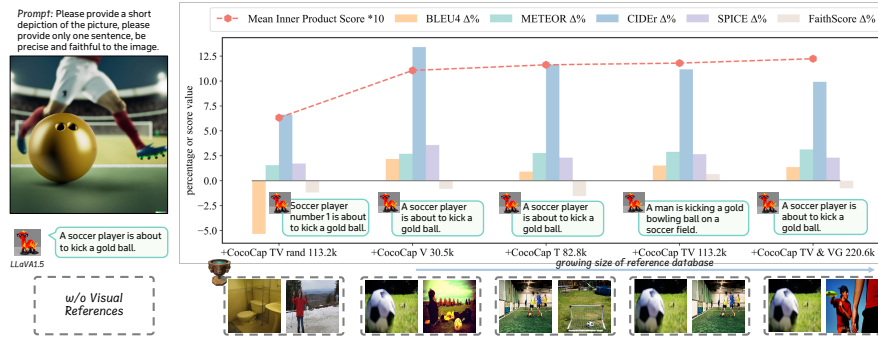 Prompt: Please provide a short
depiction of the picture, please
provide only one sentence, be
precise and faithful to the image.
A soccer player is about
to kick a gold ball.
LLaVA1.5
w/o Visual
References
Mean Inner Product Score *10
BLEU4 Δ%
METEOR Δ%
CIDEr Δ%
SPICE Δ%
FaithScore Δ%
percentage or score value
12.5
10.0
7.5
5.0
2.5
0.0
−2.5
−5.0
Soccer player
number 1 is about
to kick a gold ball.
A soccer player
is about to kick a
gold ball.
A soccer player
is about to kick a
gold ball.
A man is kicking a gold
bowling ball on a
soccer field.
A soccer player is
about to kick a
gold ball.
+CocoCap TV rand 113.2k
+CocoCap V 30.5k
+CocoCap T 82.8k
+CocoCap TV 113.2k
+CocoCap TV & VG 220.6k
growing size of reference database